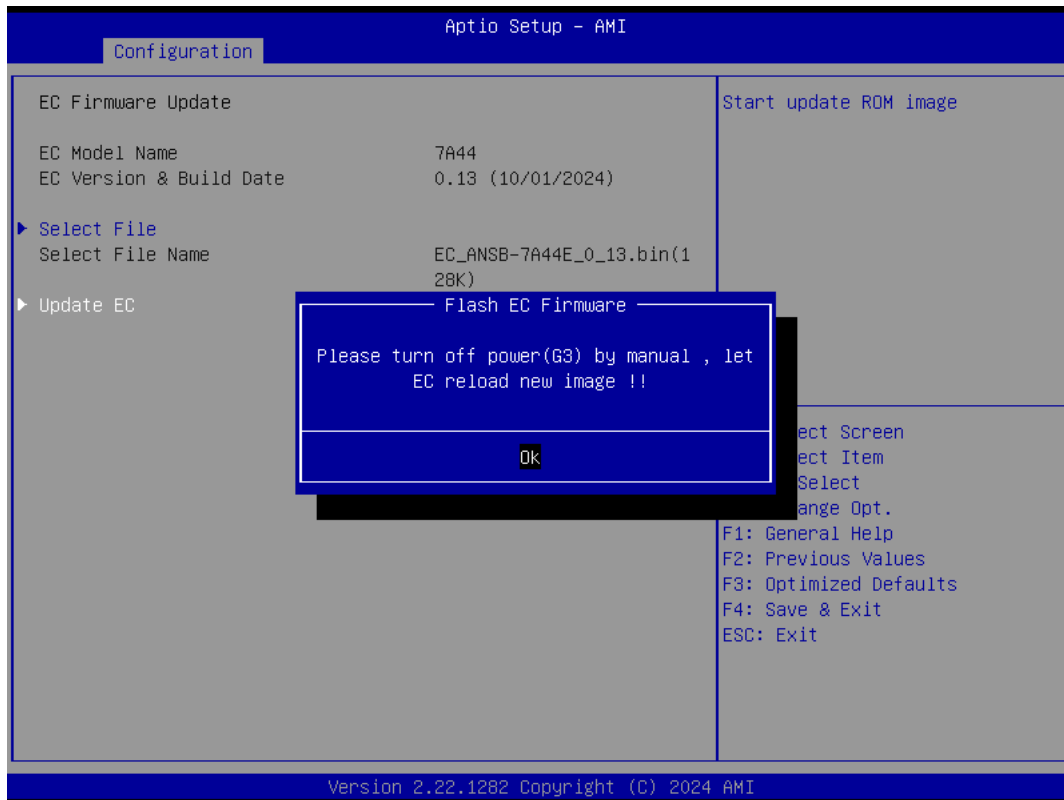 Aptio Setup – AMI
Configuration
EC Firmware Update
Start update ROM image
EC Model Name 7A44
EC Version & Build Date 0.13 (10/01/2024)
Select File
Select File Name EC_ANSB-7A44E_0_13.bin(1
28K)
Update EC
Flash EC Firmware
Please turn off power(G3) by manual , let
EC reload new image !!
Ok
ect Screen
ect Item
Select
ange Opt.
F1: General Help
F2: Previous Values
F3: Optimized Defaults
F4: Save & Exit
ESC: Exit
Version 2.22.1282 Copyright (C) 2024 AMI